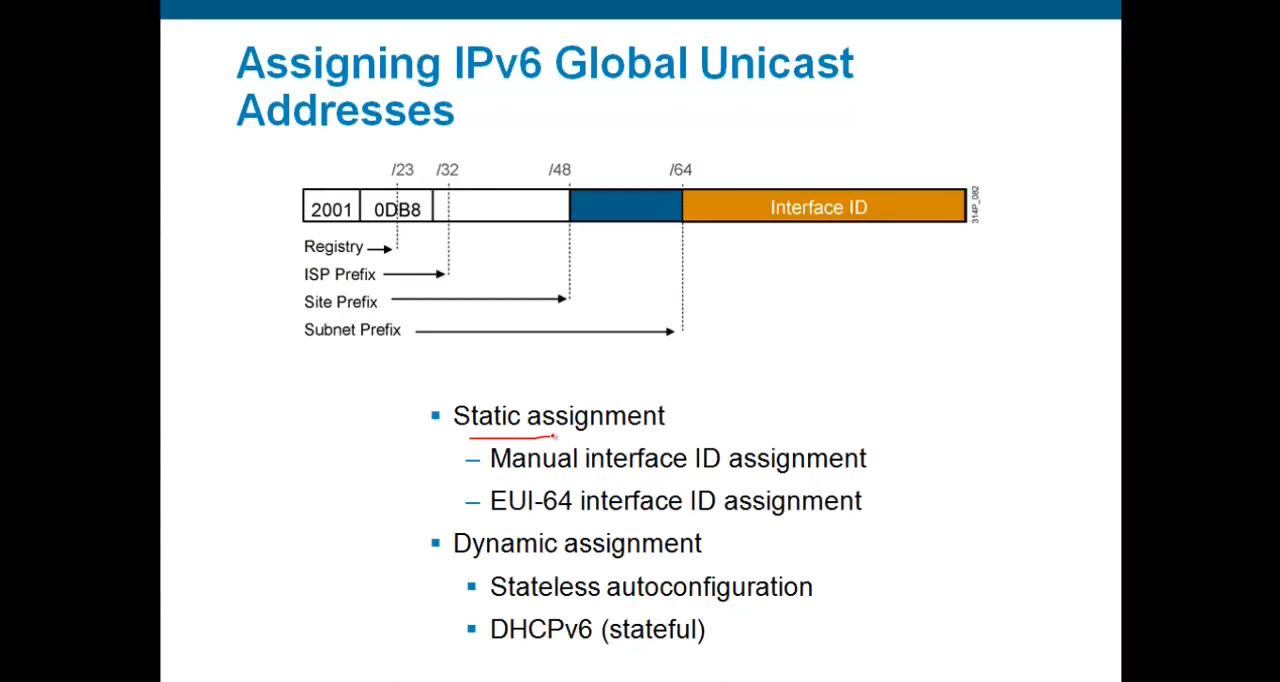 Assigning IPv6 Global Unicast
Addresses
/23 /32 /48 /64
2001 0DB8 Interface ID
314P_082
Registry
ISP Prefix
Site Prefix
Subnet Prefix
Static assignment
– Manual interface ID assignment
– EUI-64 interface ID assignment
Dynamic assignment
Stateless autoconfiguration
DHCPv6 (stateful)